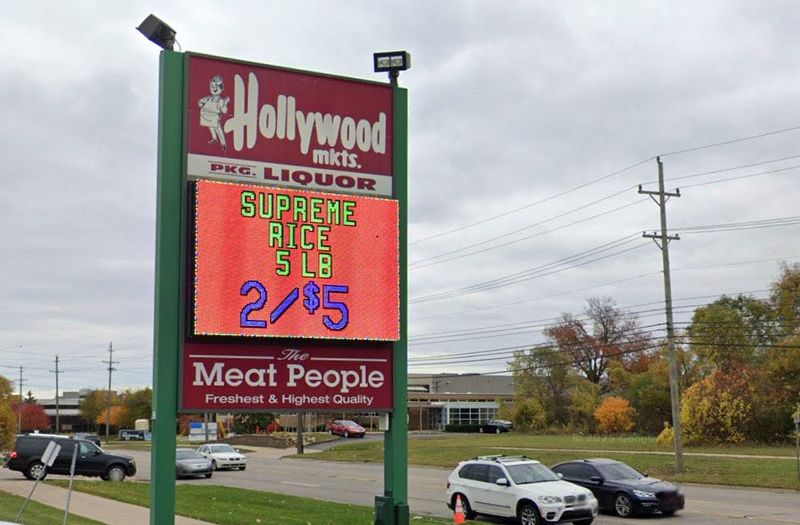 Hollywood
mkts.
PKG. LIQUOR
SUPREME
RICE
5 LB
2/$5
The
Meat People
Freshest & Highest Quality